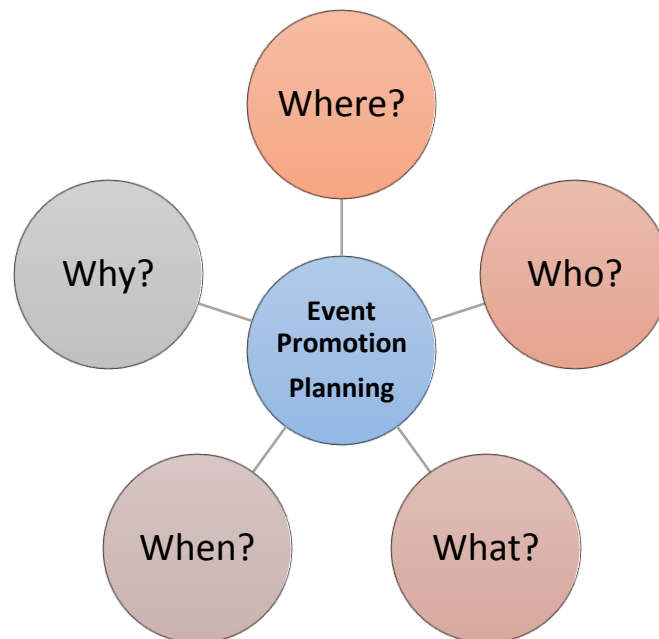 Where?
Why?
Who?
Event
Promotion
Planning
When?
What?